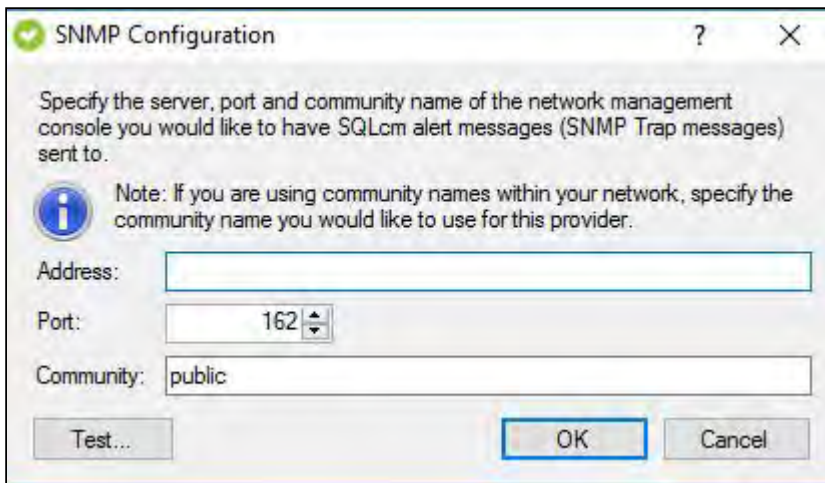 SNMP Configuration
?
Specify the server, port and community name of the network management
console you would like to have SQLcm alert messages (SNMP Trap messages)
sent to.
Note: If you are using community names within your network, specify the
community name you would like to use for this provider.
Address:
Port: 162
Community: public
Test... OK Cancel